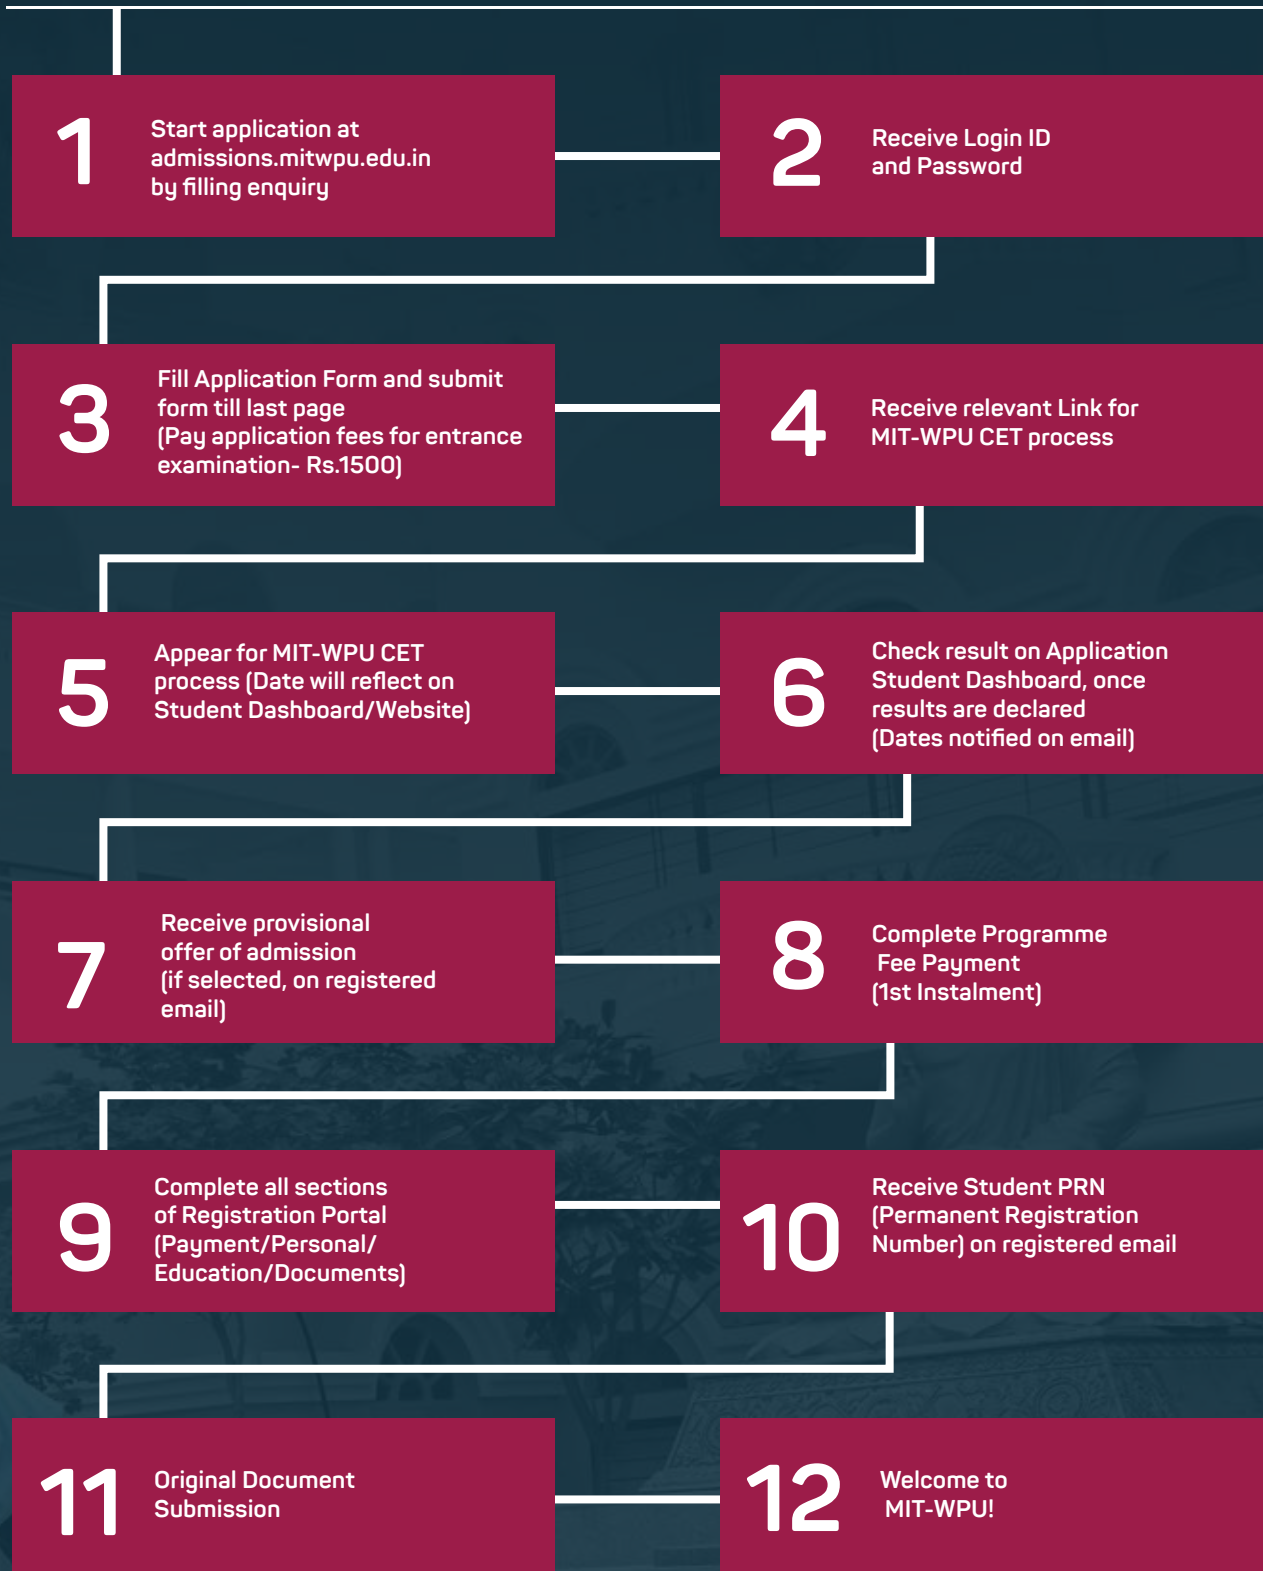 1
Start application at
admissions.mitwpu.edu.in
by filling enquiry
2
Receive Login ID
and Password
3
Fill Application Form and submit
form till last page
(Pay application fees for entrance
examination- Rs.1500)
4
Receive relevant Link for
MIT-WPU CET process
5
Appear for MIT-WPU CET
process (Date will reflect on
Student Dashboard/Website)
6
Check result on Application
Student Dashboard, once
results are declared
(Dates notified on email)
7
Receive provisional
offer of admission
(if selected, on registered
email)
8
Complete Programme
Fee Payment
(1st Instalment)
9
Complete all sections
of Registration Portal
(Payment/Personal/
Education/Documents)
10
Receive Student PRN
(Permanent Registration
Number) on registered email
11
Original Document
Submission
12
Welcome to
MIT-WPU!